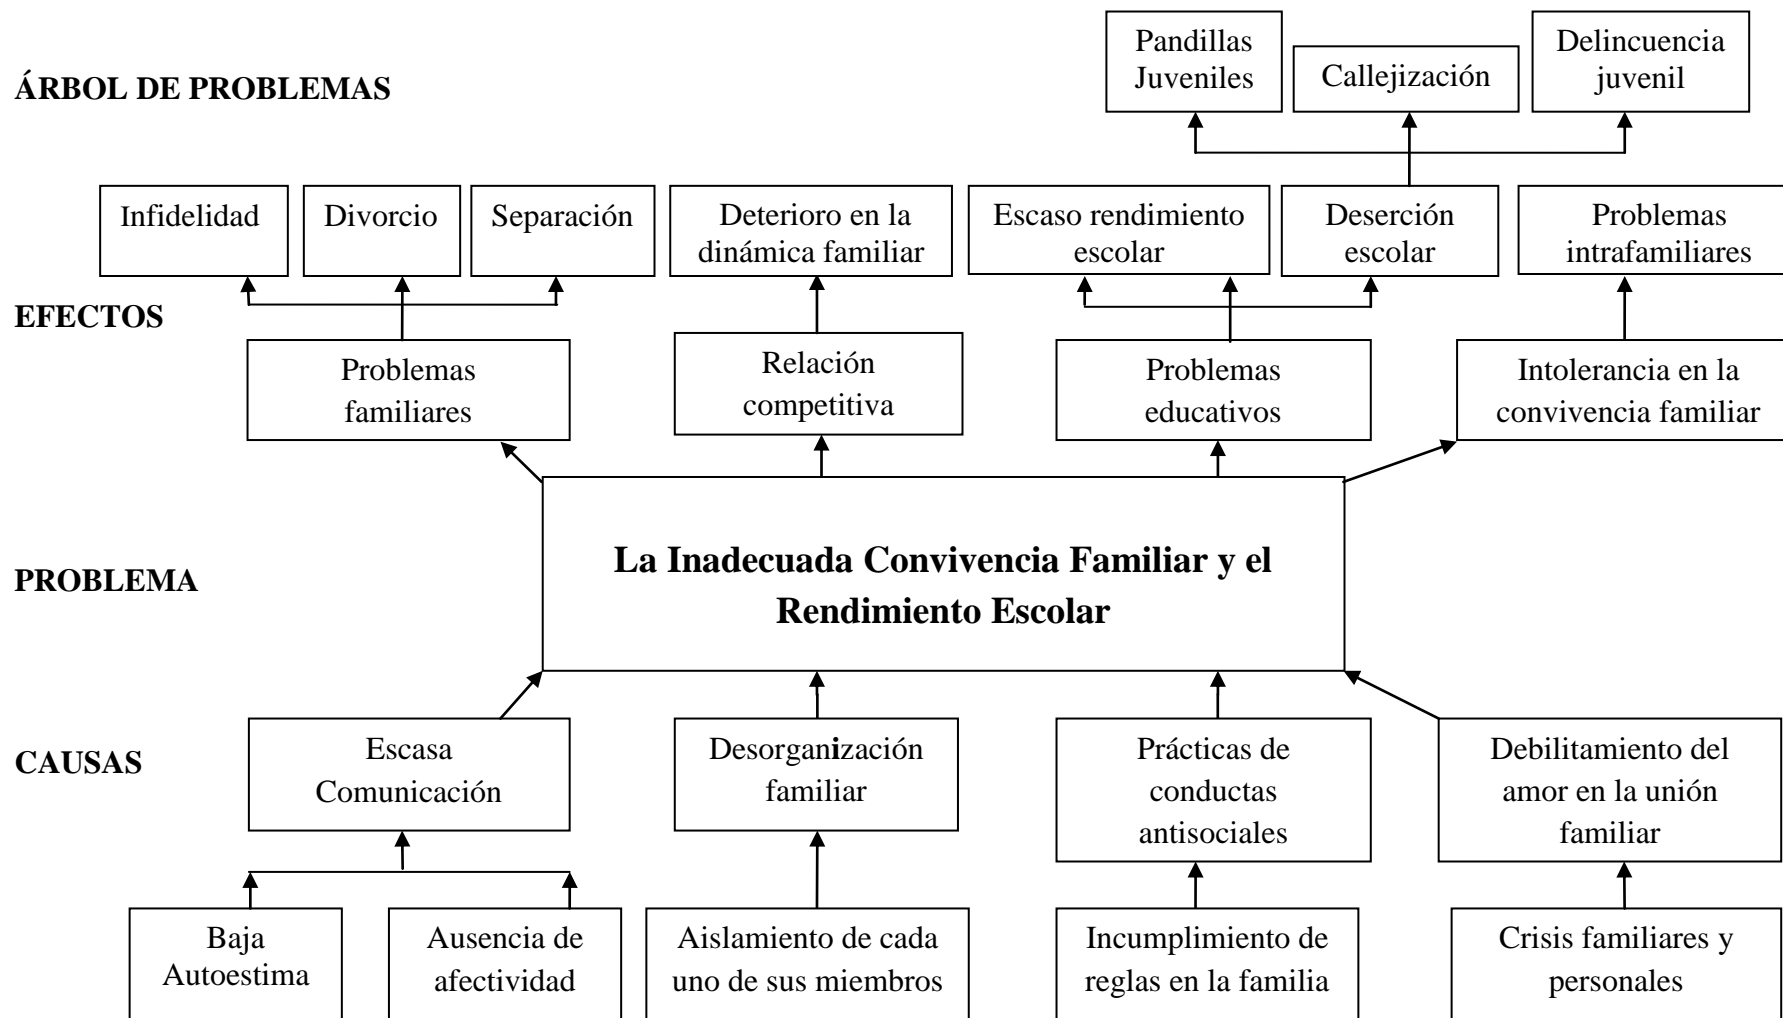 Pandillas
Juveniles
Callejización
Delincuencia
juvenil
ÁRBOL DE PROBLEMAS
Infidelidad
Divorcio
Separación
Deterioro en la
dinámica familiar
Escaso rendimiento
escolar
Deserción
escolar
Problemas
intrafamiliares
EFECTOS
Problemas
familiares
Relación
competitiva
Problemas
educativos
Intolerancia en la
convivencia familiar
PROBLEMA
La Inadecuada Convivencia Familiar y el
Rendimiento Escolar
CAUSAS
Escasa
Comunicación
Desorganización
familiar
Prácticas de
conductas
antisociales
Debilitamiento del
amor en la unión
familiar
Baja
Autoestima
Ausencia de
afectividad
Aislamiento de cada
uno de sus miembros
Incumplimiento de
reglas en la familia
Crisis familiares y
personales